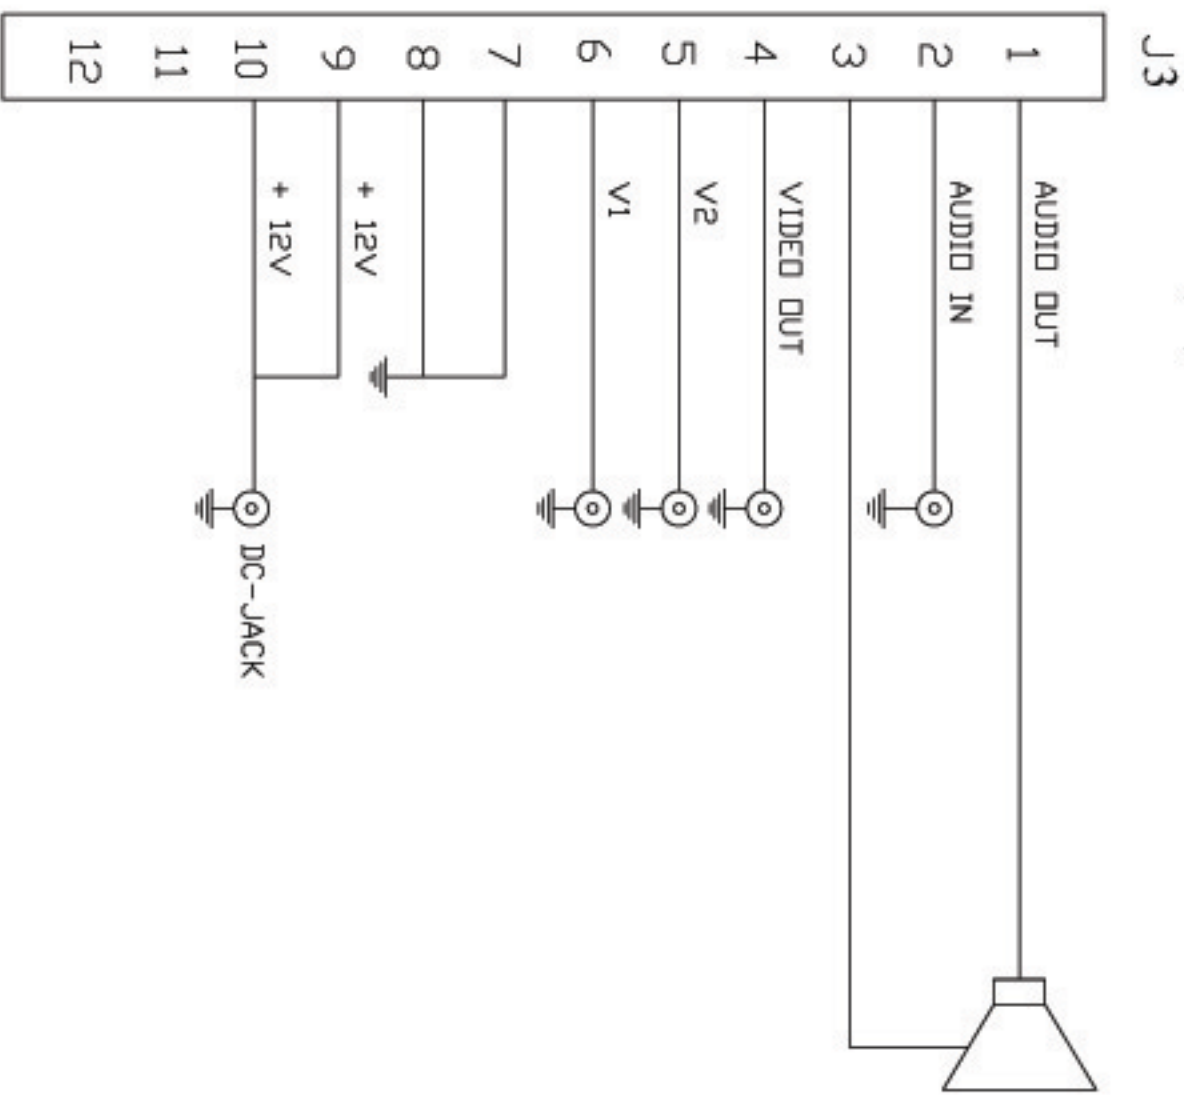 J3
1
AUDIO OUT
2
AUDIO IN
3
4
VIDEO OUT
5
V2
6
V1
7
8
9
+ 12V
10
+ 12V
DC-JACK
11
12